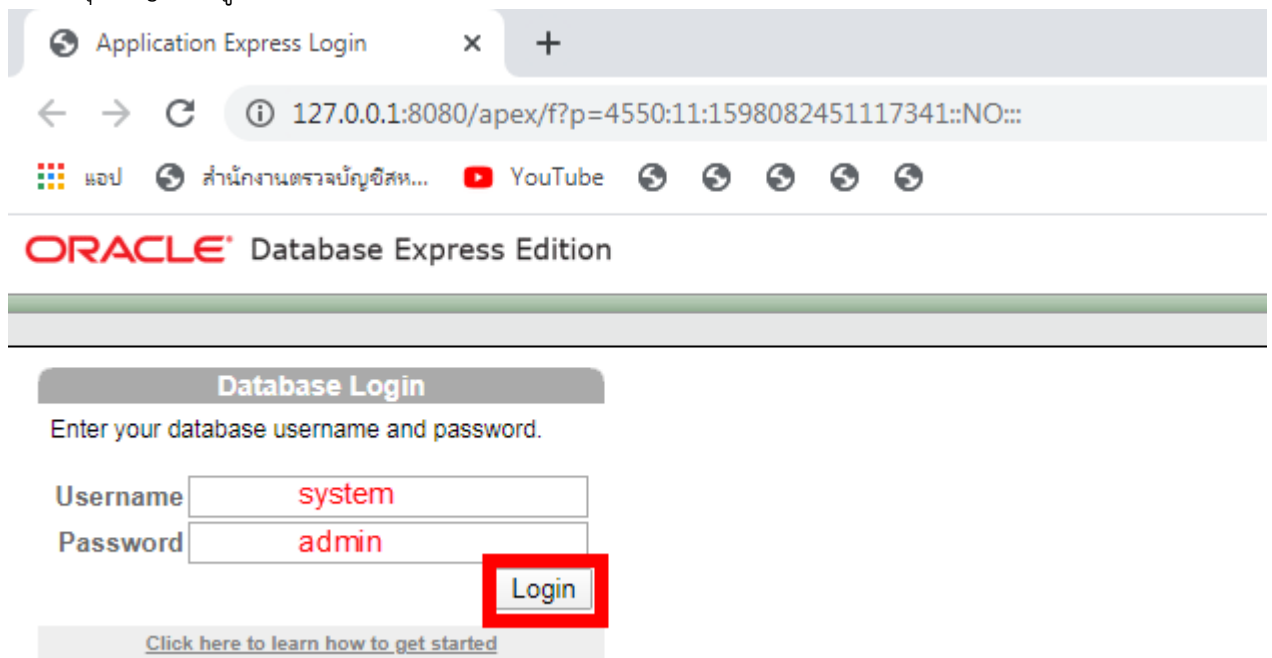 Application Express Login
127.0.0.1:8080/apex/f?p=4550:11:1598082451117341::NO:::
แอป สำนักงานตรวจบัญชีสห... YouTube
ORACLE Database Express Edition
Database Login
Enter your database username and password.
Username system
Password admin
Login
Click here to learn how to get started